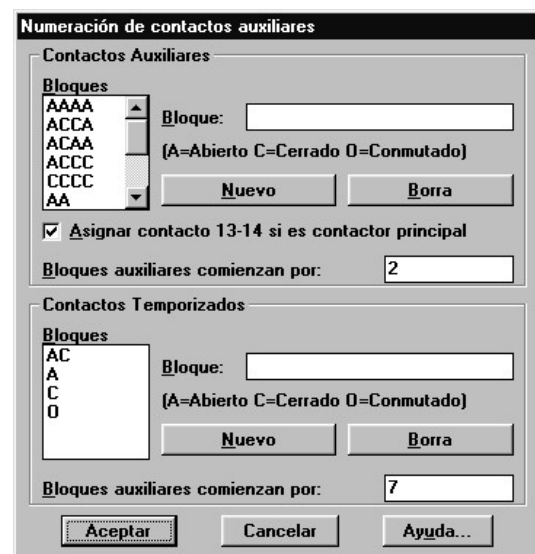 Numeración de contactos auxiliares
Contactos Auxiliares
Bloques
AAAA
ACCA
ACAA
ACCC
CCCC
AA
Bloque:
(A=Abierto C=Cerrado O=Conmutado)
Nuevo
Borra
Asignar contacto 13-14 si es contactor principal
Bloques auxiliares comienzan por:
2
Contactos Temporizados
Bloques
AC
A
C
O
Bloque:
(A=Abierto C=Cerrado O=Conmutado)
Nuevo
Borra
Bloques auxiliares comienzan por:
7
Aceptar
Cancelar
Ayuda...